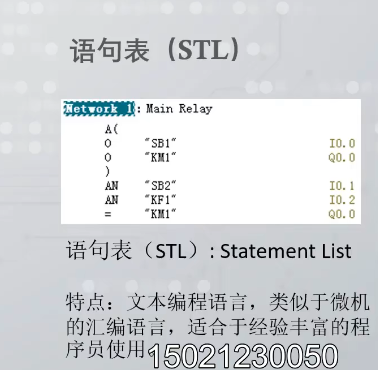 语句表（STL）
Network 1: Main Relay
A(
O "SB1" I0.0
O "KM1" Q0.0
)
AN "SB2" I0.1
AN "KF1" I0.2
= "KM1" Q0.0
语句表（STL）: Statement List
特点：文本编程语言，类似于微机
的汇编语言，适合于经验丰富的程
序员使用
15021230050